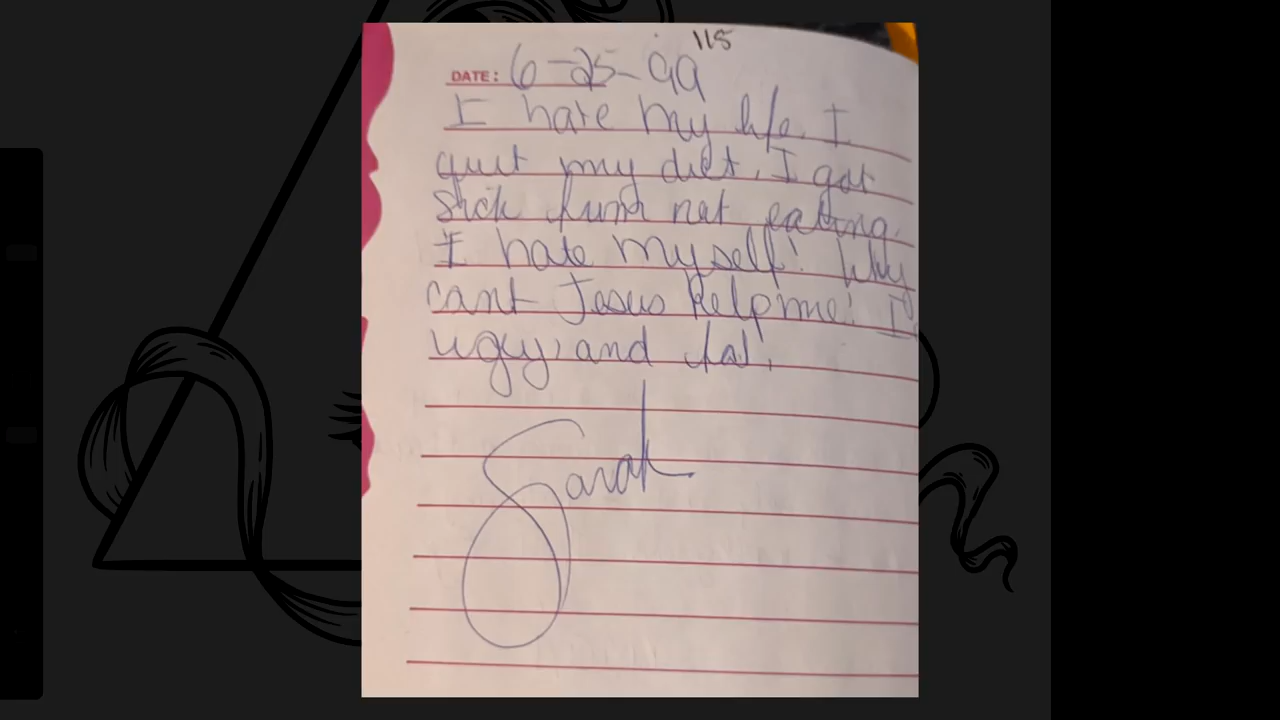 115
DATE: 6-25-99
I hate my life. I
quit my diet. I got
sick from not eating.
I hate myself! Why
cant Jesus help me! I'
ugly, and fat.
Sarah